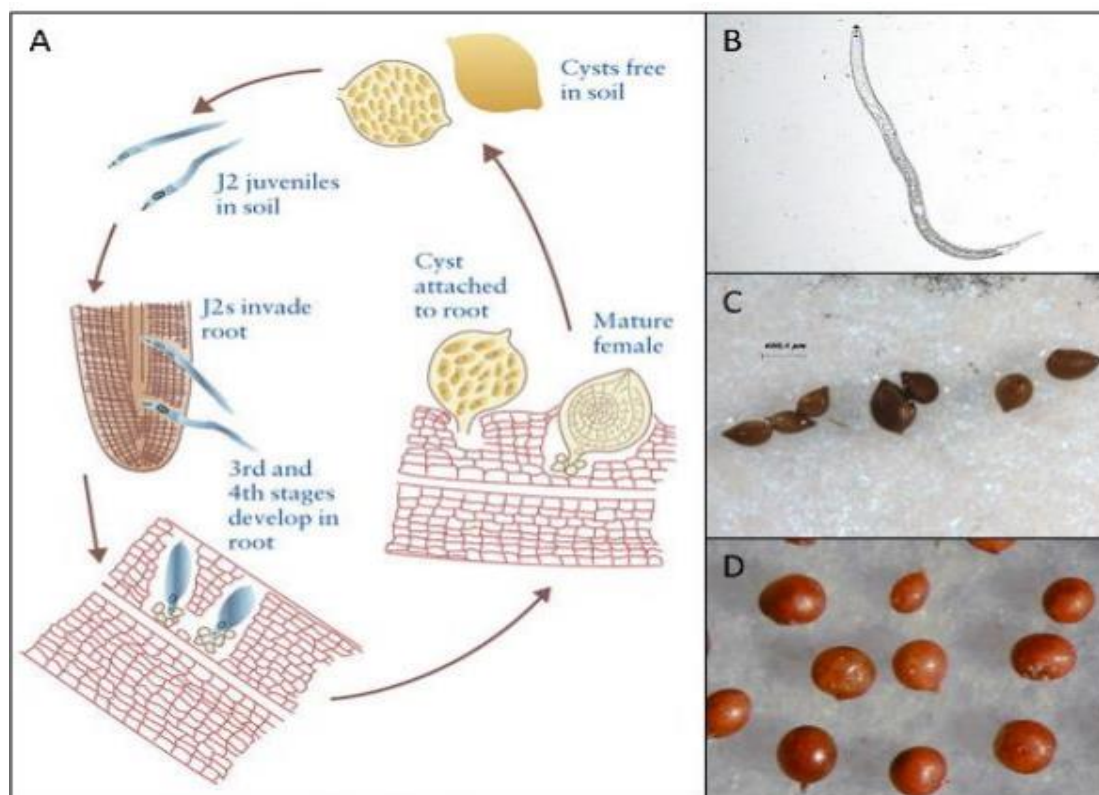 A
Cysts free
in soil
J2 juveniles
in soil
J2s invade
root
Cyst
attached
to root
Mature
female
3rd and
4th stages
develop in
root
B
C
D